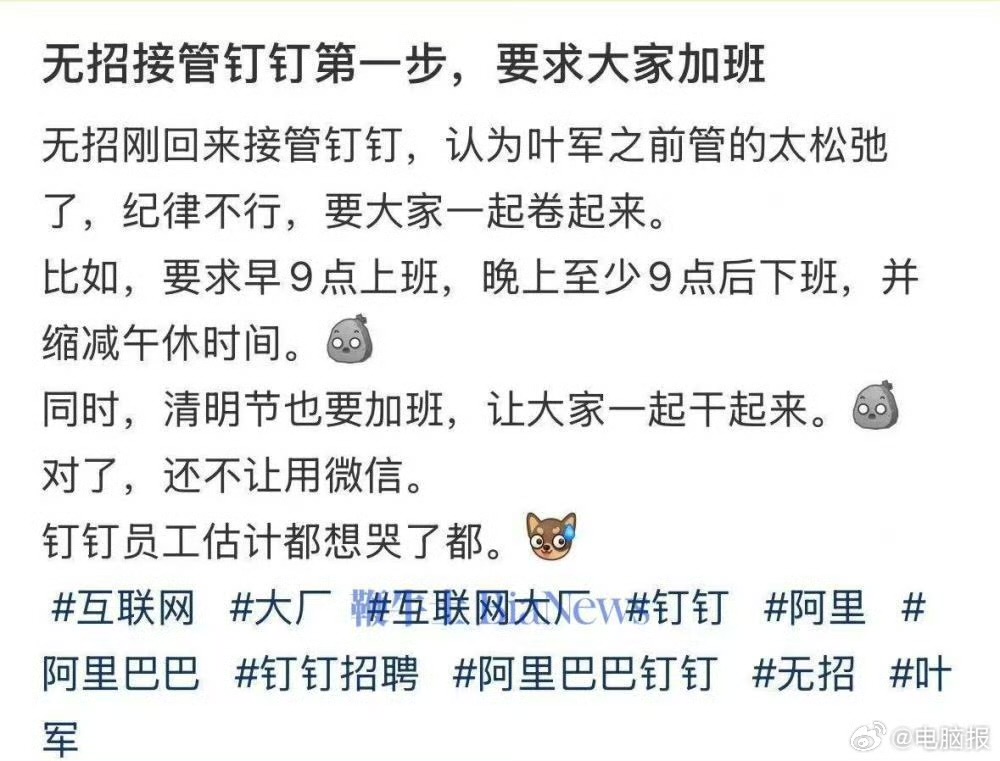 无招接管钉钉第一步，要求大家加班
无招刚回来接管钉钉，认为叶军之前管的太松弛
了，纪律不行，要大家一起卷起来。
比如，要求早9点上班，晚上至少9点后下班，并
缩减午休时间。
同时，清明节也要加班，让大家一起干起来。
对了，还不让用微信。
钉钉员工估计都想哭了都。
#互联网 #大厂 #互联网大厂 #钉钉 #阿里 #
阿里巴巴 #钉钉招聘 #阿里巴巴钉钉 #无招 #叶
军
@电脑报